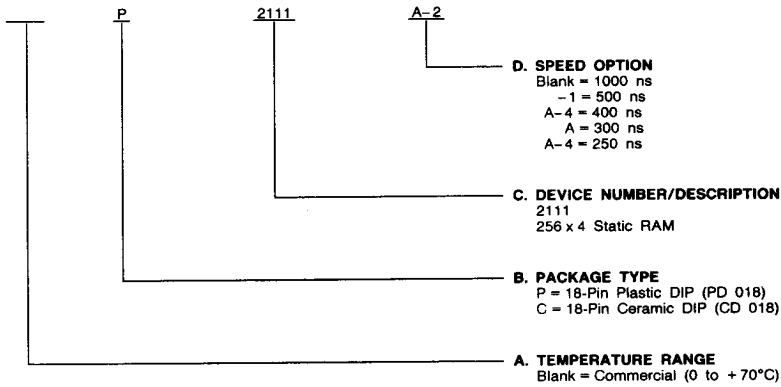 P 2111 A-2
D. SPEED OPTION
Blank = 1000 ns
-1 = 500 ns
A-4 = 400 ns
A = 300 ns
A-4 = 250 ns
C. DEVICE NUMBER/DESCRIPTION
2111
256 x 4 Static RAM
B. PACKAGE TYPE
P = 18-Pin Plastic DIP (PD 018)
C = 18-Pin Ceramic DIP (CD 018)
A. TEMPERATURE RANGE
Blank = Commercial (0 to +70°C)